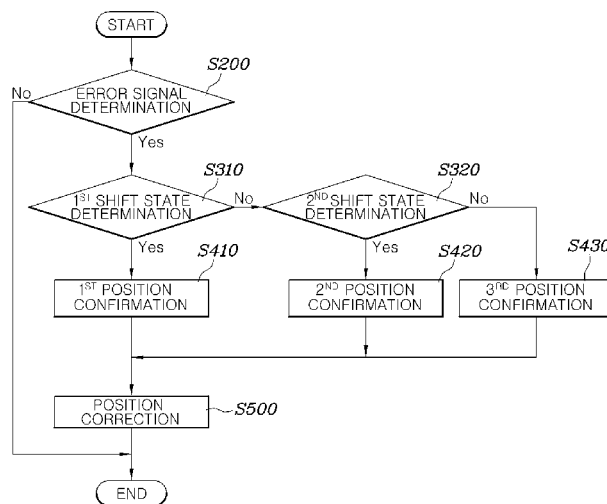 START
S200
No
ERROR SIGNAL
DETERMINATION
Yes
S310
S320
1ST SHIFT STATE
DETERMINATION
No
2ND SHIFT STATE
DETERMINATION
No
Yes
S410
Yes
S420
S430
1ST POSITION
CONFIRMATION
2ND POSITION
CONFIRMATION
3RD POSITION
CONFIRMATION
POSITION
CORRECTION
S500
END